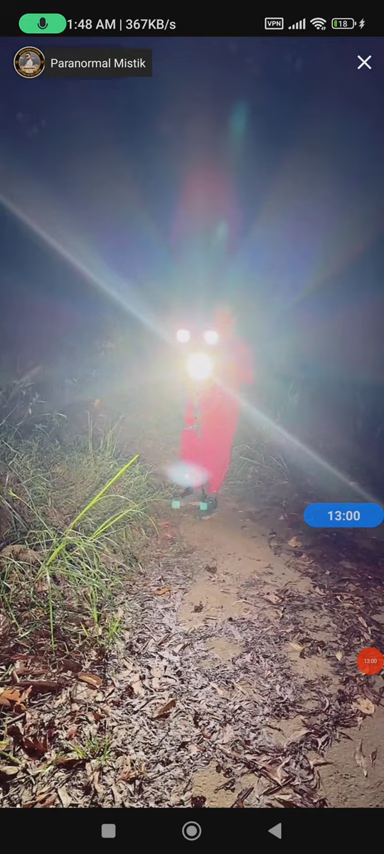 1:48 AM | 367KB/s
VPN
18
Paranormal Mistik
13:00
13:00